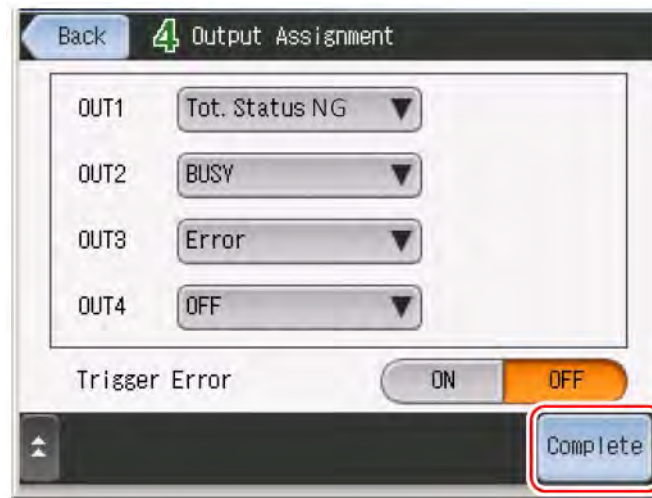 Back 4 Output Assignment
OUT1 Tot. Status NG
OUT2 BUSY
OUT3 Error
OUT4 OFF
Trigger Error ON OFF
Complete